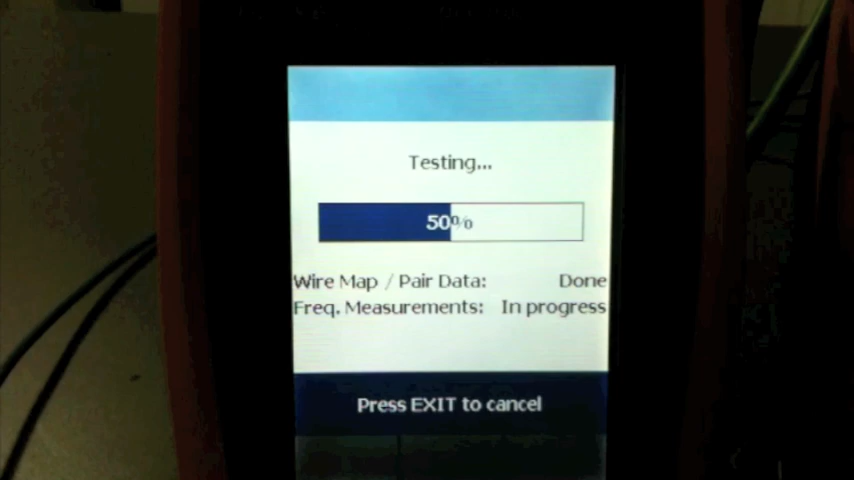 Testing...
50%
Wire Map / Pair Data: Done
Freq. Measurements: In progress
Press EXIT to cancel